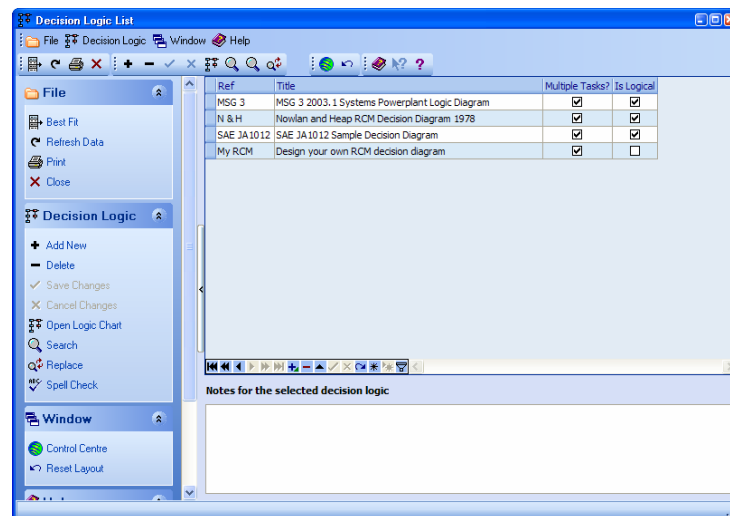 Decision Logic List
File Decision Logic Window Help
File
Best Fit
Refresh Data
Print
Close
Decision Logic
Add New
Delete
Save Changes
Cancel Changes
Open Logic Chart
Search
Replace
Spell Check
Window
Control Centre
Reset Layout
Ref Title Multiple Tasks? Is Logical
MSG 3 MSG 3 2003.1 Systems Powerplant Logic Diagram
N & H Nowlan and Heap RCM Decision Diagram 1978
SAE JA1012 SAE JA1012 Sample Decision Diagram
My RCM Design your own RCM decision diagram
Notes for the selected decision logic